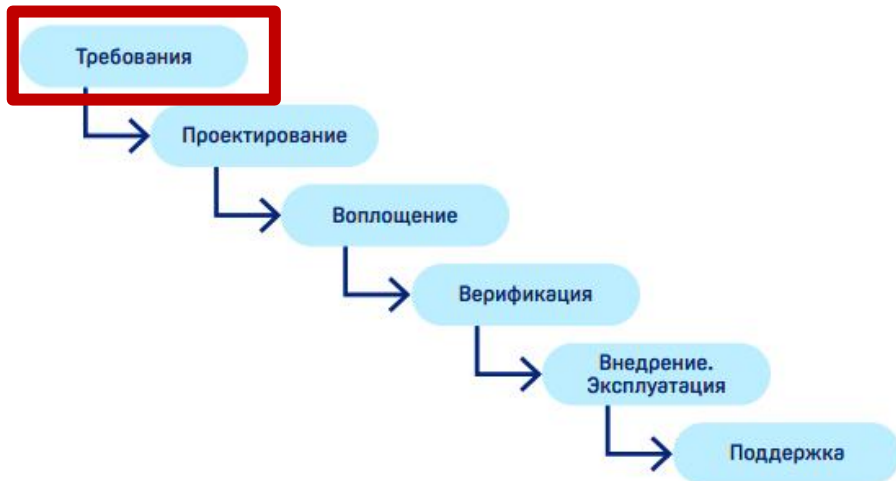 Требования
Проектирование
Воплощение
Верификация
Внедрение.
Эксплуатация
Поддержка